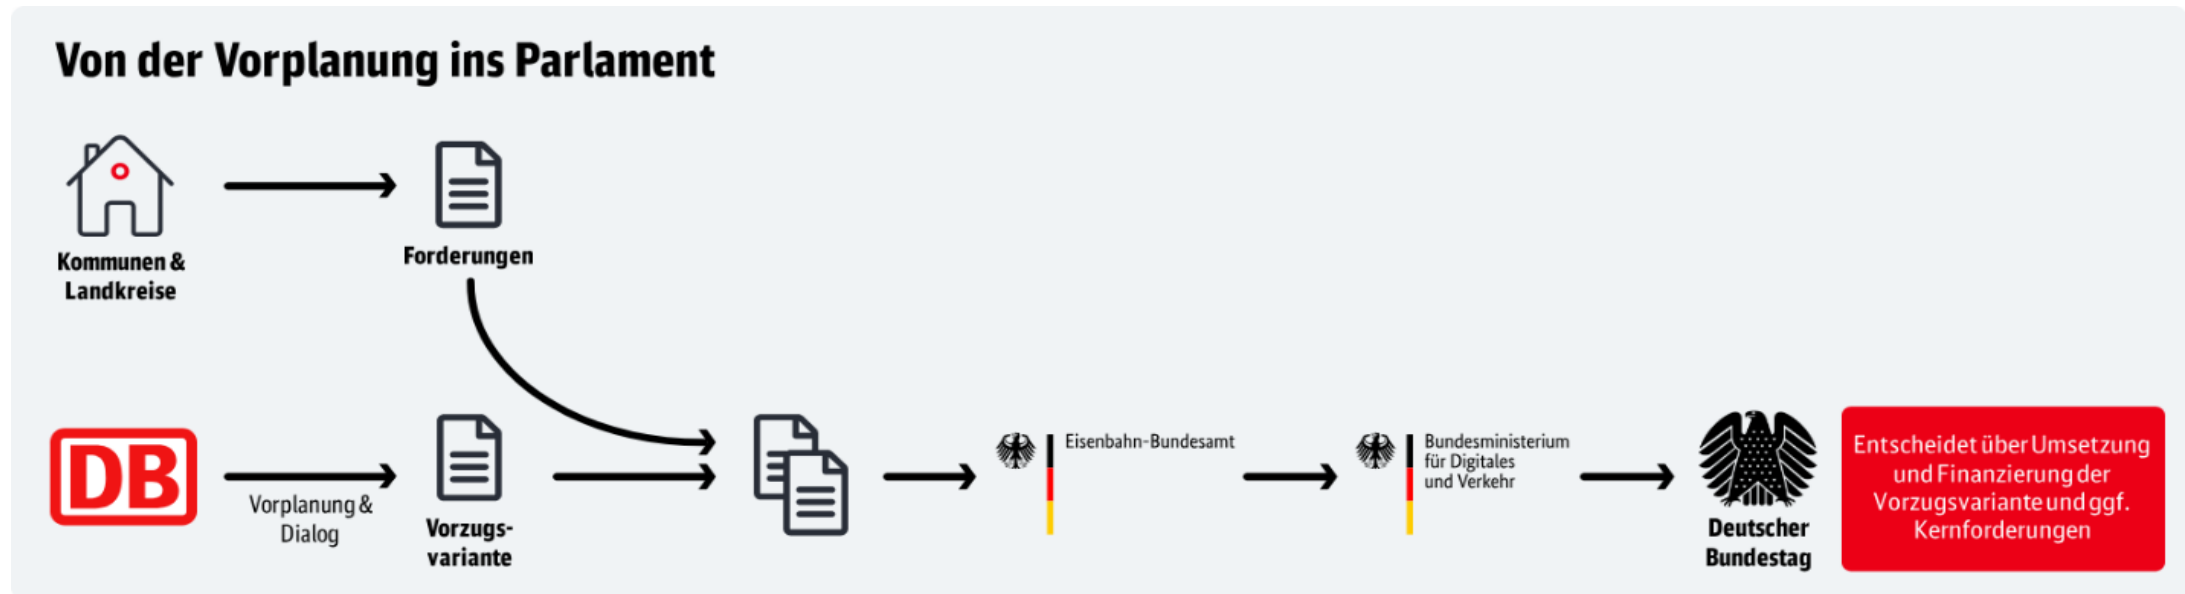 Von der Vorplanung ins Parlament
Kommunen &
Landkreise
Forderungen
DB
Vorplanung &
Dialog
Vorzugs-
variante
Eisenbahn-Bundesamt
Bundesministerium
für Digitales
und Verkehr
Deutscher
Bundestag
Entscheidet über Umsetzung
und Finanzierung der
Vorzugsvariante und ggf.
Kernforderungen